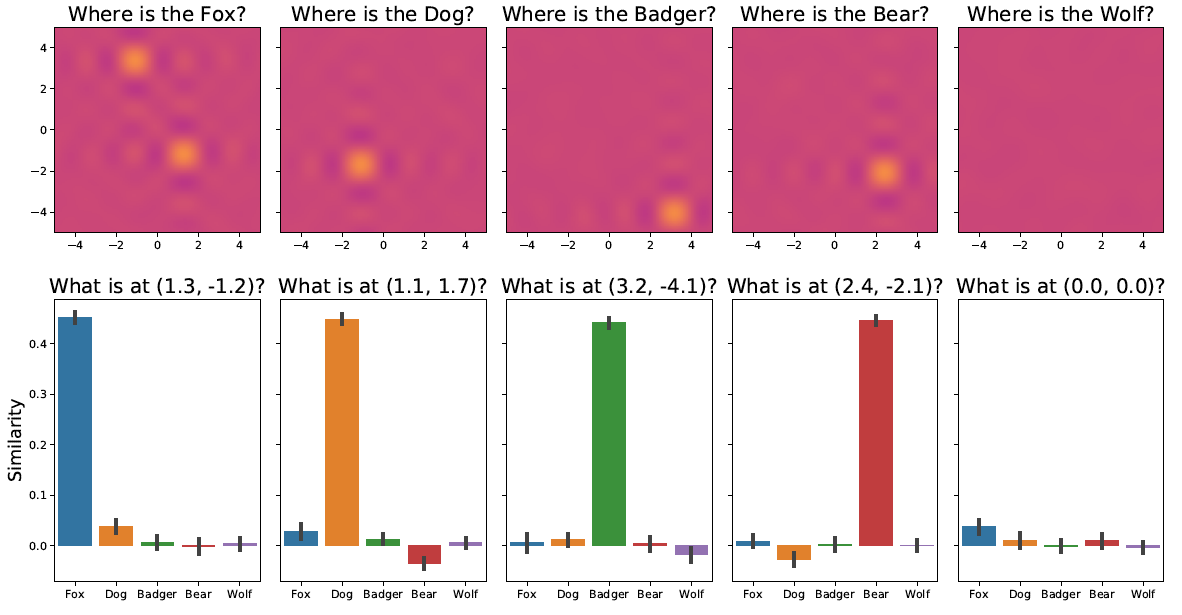 Where is the Fox? Where is the Dog? Where is the Badger? Where is the Bear? Where is the Wolf?
4
2
0
−2
−4
−4 −2 0 2 4 −4 −2 0 2 4 −4 −2 0 2 4 −4 −2 0 2 4 −4 −2 0 2 4
What is at (1.3, -1.2)? What is at (1.1, 1.7)? What is at (3.2, -4.1)? What is at (2.4, -2.1)? What is at (0.0, 0.0)?
Similarity
0.4
0.3
0.2
0.1
0.0
Fox Dog Badger Bear Wolf Fox Dog Badger Bear Wolf Fox Dog Badger Bear Wolf Fox Dog Badger Bear Wolf Fox Dog Badger Bear Wolf